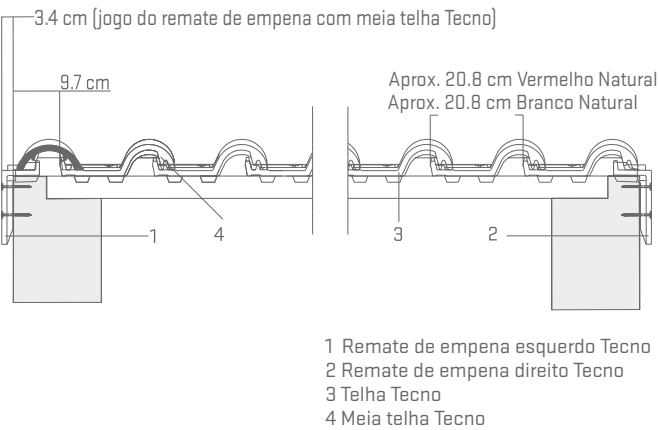 3.4 cm (jogo do remate de empena com meia telha Tecno)
9.7 cm
Aprox. 20.8 cm Vermelho Natural
Aprox. 20.8 cm Branco Natural
1
4
3
2
1 Remate de empena esquerdo Tecno
2 Remate de empena direito Tecno
3 Telha Tecno
4 Meia telha Tecno